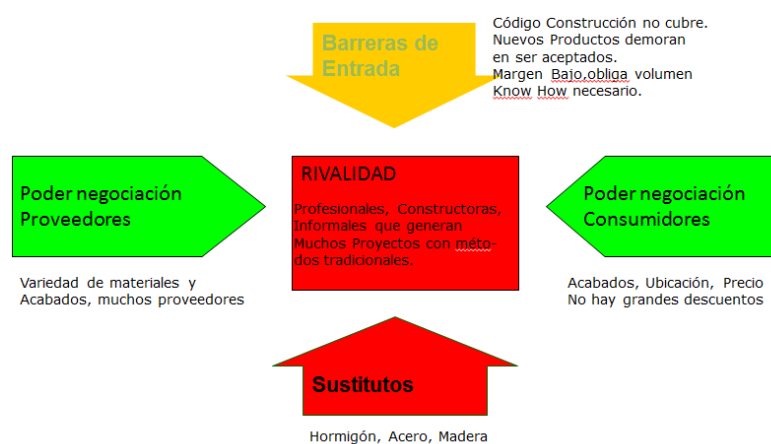 Barreras de
Entrada
Código Construcción no cubre.
Nuevos Productos demoran
en ser aceptados.
Margen Bajo,obliga volumen
Know How necesario.
Poder negociación
Proveedores
Variedad de materiales y
Acabados, muchos proveedores
RIVALIDAD
Profesionales, Constructoras,
Informales que generan
Muchos Proyectos con méto-
dos tradicionales.
Poder negociación
Consumidores
Acabados, Ubicación, Precio
No hay grandes descuentos
Sustitutos
Hormigón, Acero, Madera